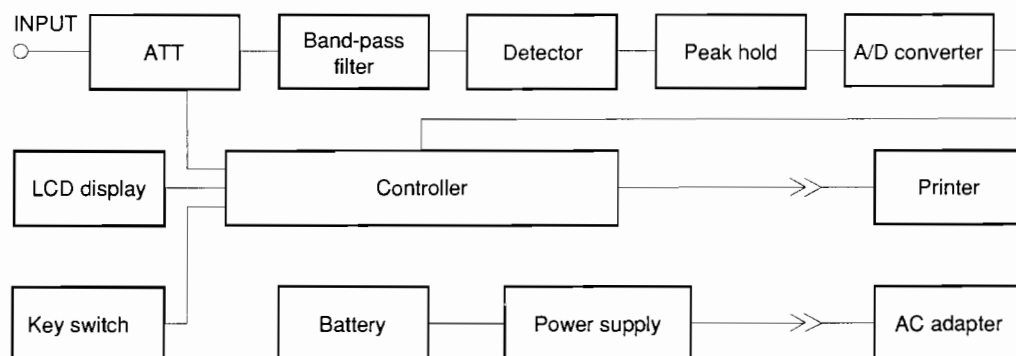 INPUT
ATT
Band-pass
filter
Detector
Peak hold
A/D converter
LCD display
Controller
Printer
Key switch
Battery
Power supply
AC adapter